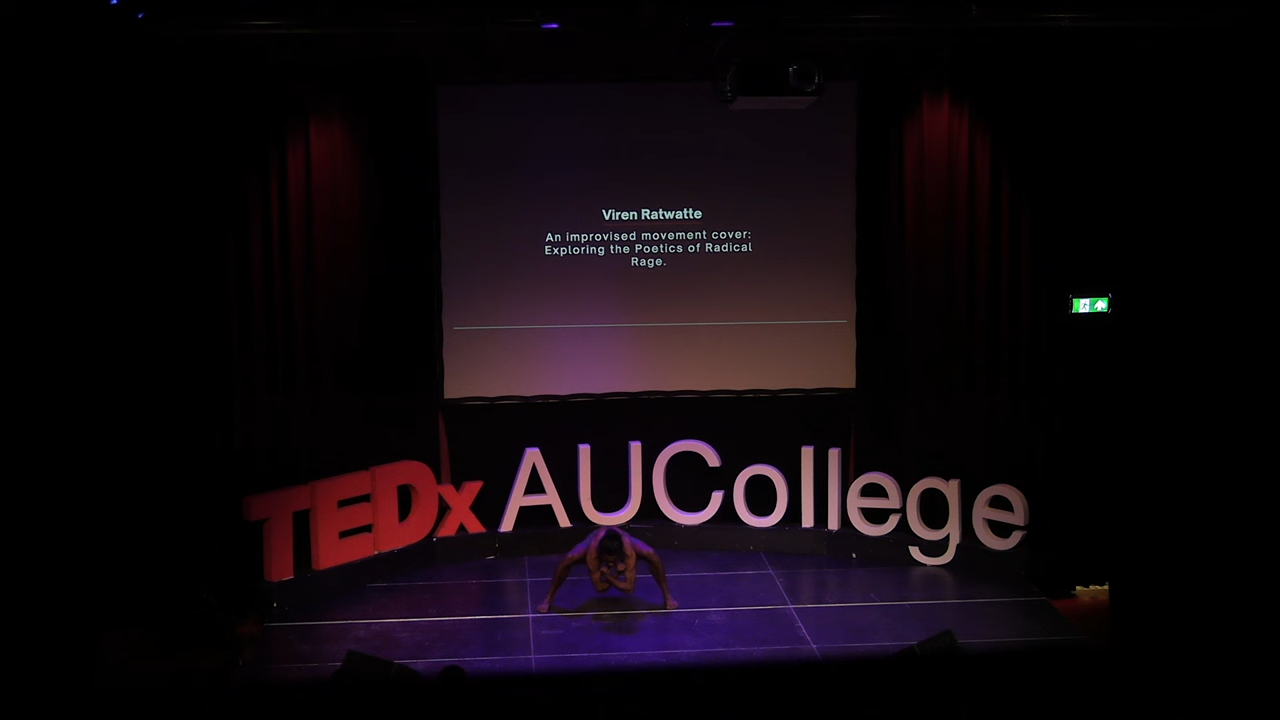 Viren Ratwatte
An improvised movement cover:
Exploring the Poetics of Radical
Rage.
TEDx AUCollege